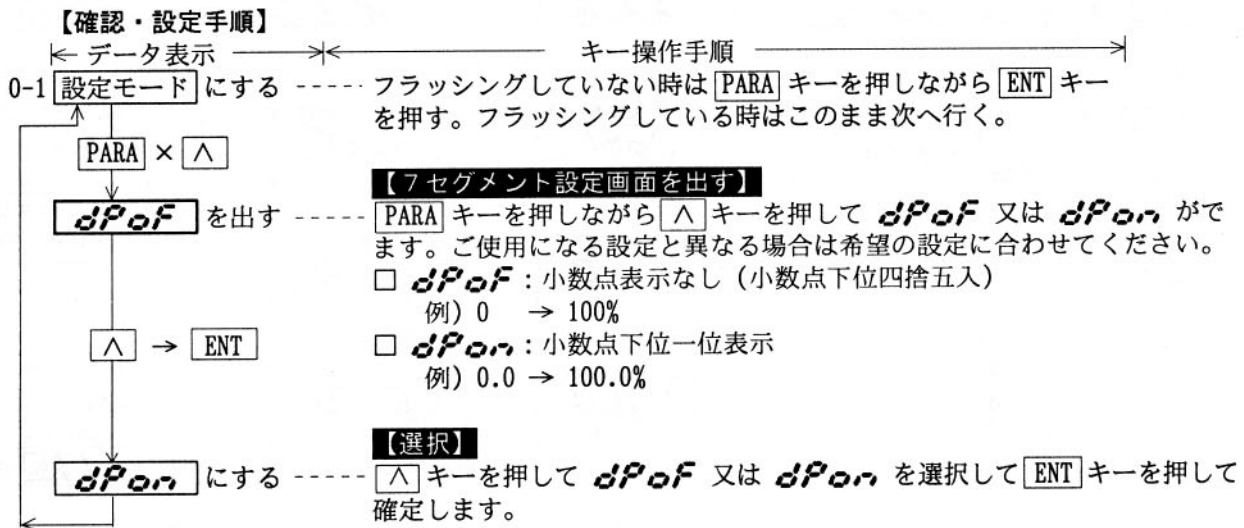 【確認・設定手順】
← データ表示 → ← キー操作手順 →
0-1 設定モード にする ----- フラッシングしていない時は PARA キーを押しながら ENT キー
を押す。フラッシングしている時はこのまま次へ行く。
PARA × ∧
【7セグメント設定画面を出す】
dPoF を出す ----- PARA キーを押しながら ∧ キーを押して dPoF 又は dPon がで
ます。ご使用になる設定と異なる場合は希望の設定に合わせてください。
□ dPoF：小数点表示なし（小数点下位四捨五入）
例）0 → 100%
∧ → ENT
□ dPon：小数点下位一位表示
例）0.0 → 100.0%
【選択】
dPon にする ----- ∧ キーを押して dPoF 又は dPon を選択して ENT キーを押して
確定します。